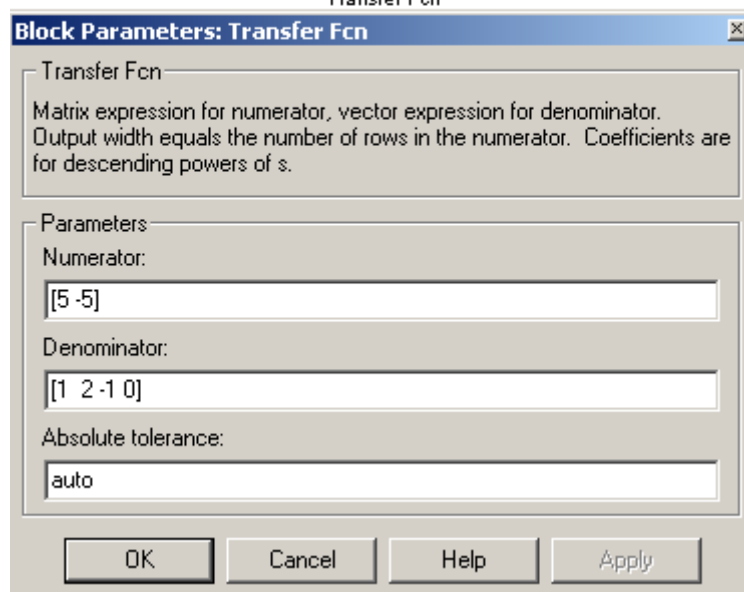 Transfer Fcn
Block Parameters: Transfer Fcn
Transfer Fcn
Matrix expression for numerator, vector expression for denominator.
Output width equals the number of rows in the numerator.  Coefficients are
for descending powers of s.
Parameters
Numerator:
[5 -5]
Denominator:
[1  2 -1 0]
Absolute tolerance:
auto
OK
Cancel
Help
Apply